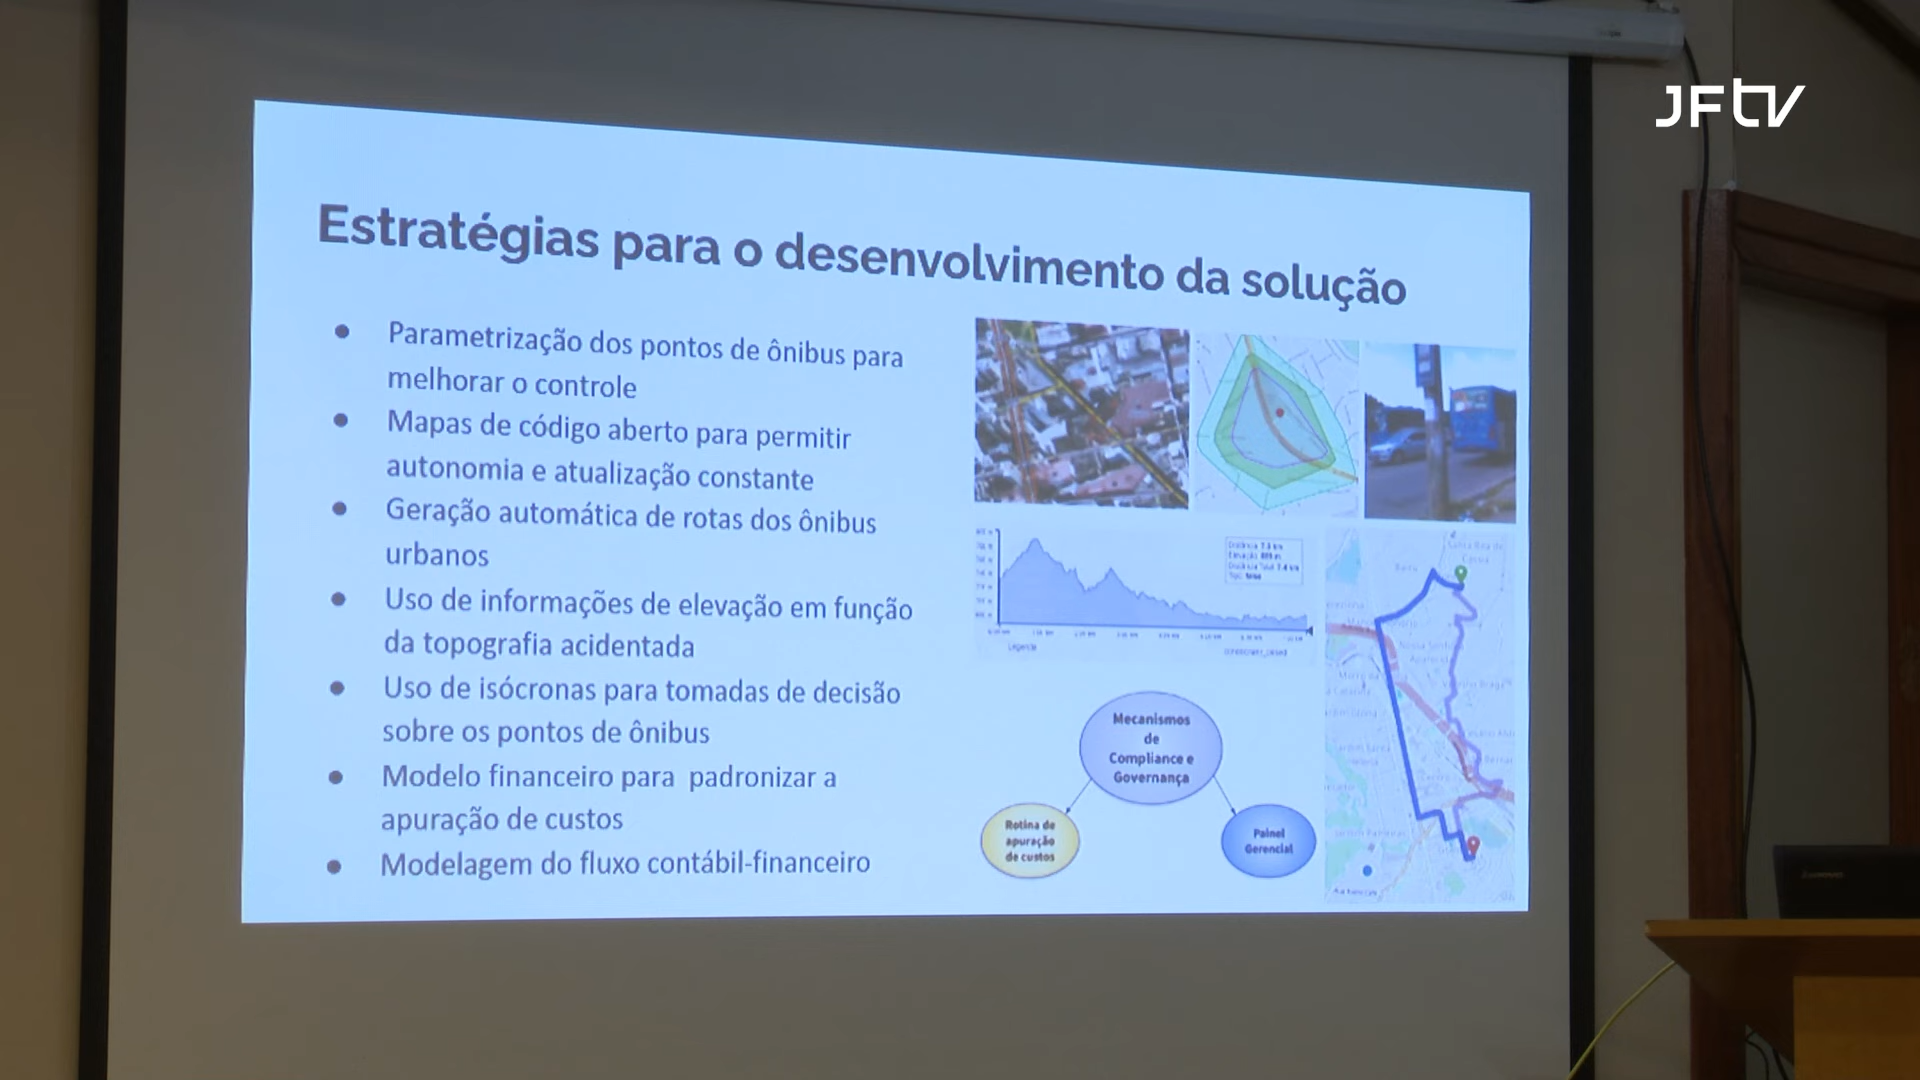 JFtv
Estratégias para o desenvolvimento da solução
● Parametrização dos pontos de ônibus para
melhorar o controle
● Mapas de código aberto para permitir
autonomia e atualização constante
● Geração automática de rotas dos ônibus
urbanos
● Uso de informações de elevação em função
da topografia acidentada
● Uso de isócronas para tomadas de decisão
sobre os pontos de ônibus
● Modelo financeiro para padronizar a
apuração de custos
● Modelagem do fluxo contábil-financeiro
Mecanismos
de
Compliance e
Governança
Rotina de
apuração
de custos
Painel
Gerencial